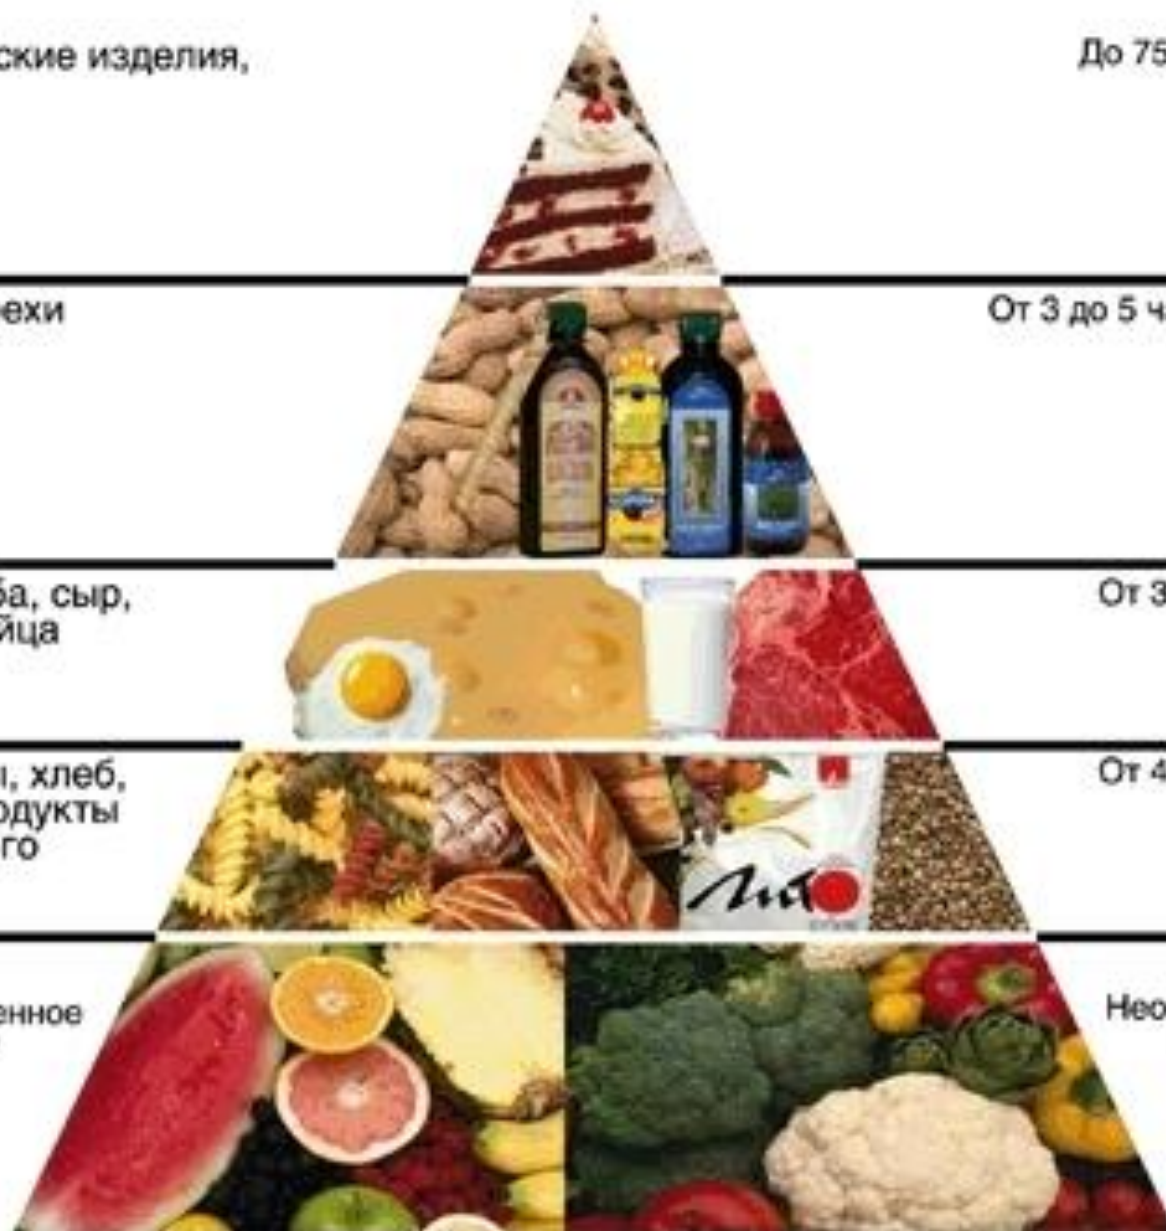 ские изделия,
До 75
ехи
От 3 до 5 ч
ба, сыр,
От 3
йца
, хлеб,
От 4
одукты
го
Лито
енное
Нео